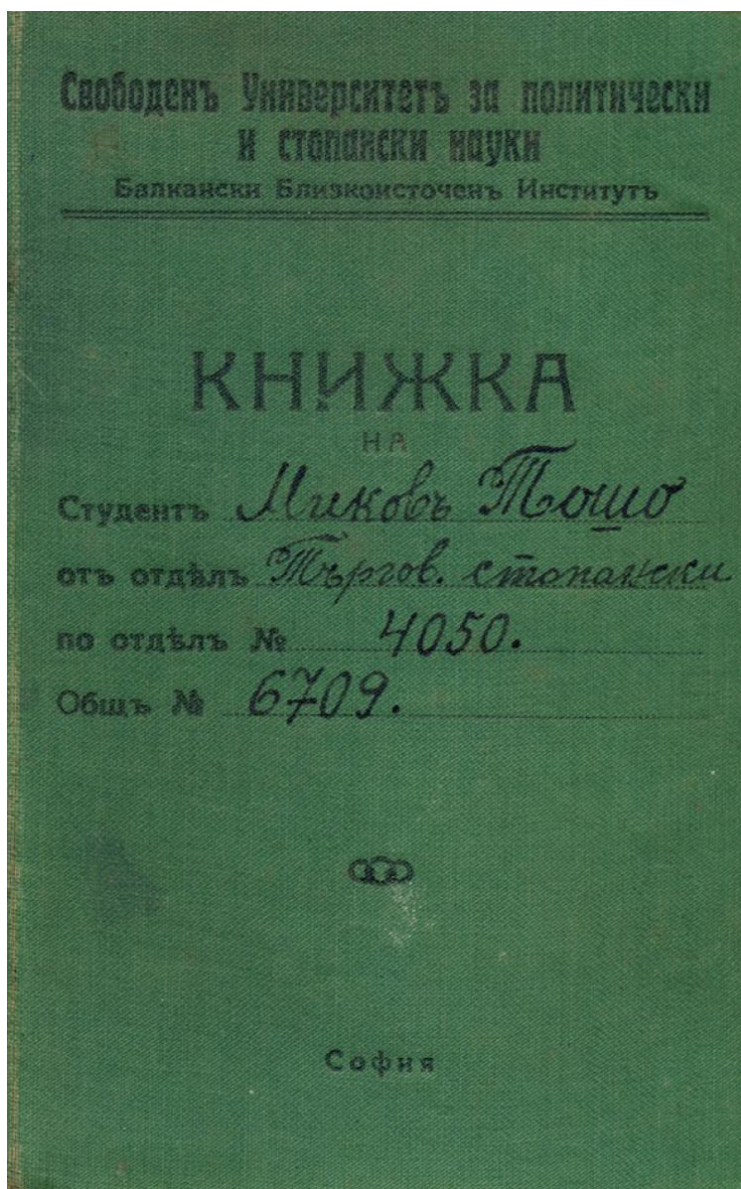 Свободенъ Университетъ за политически
и стопански науки
Балкански Близкоисточенъ Институтъ
КНИЖКА
НА
Студентъ Миковъ Тошо
отъ отдѣлъ Търгов. стопански
по отдѣлъ № 4050.
Общъ № 6709.
София